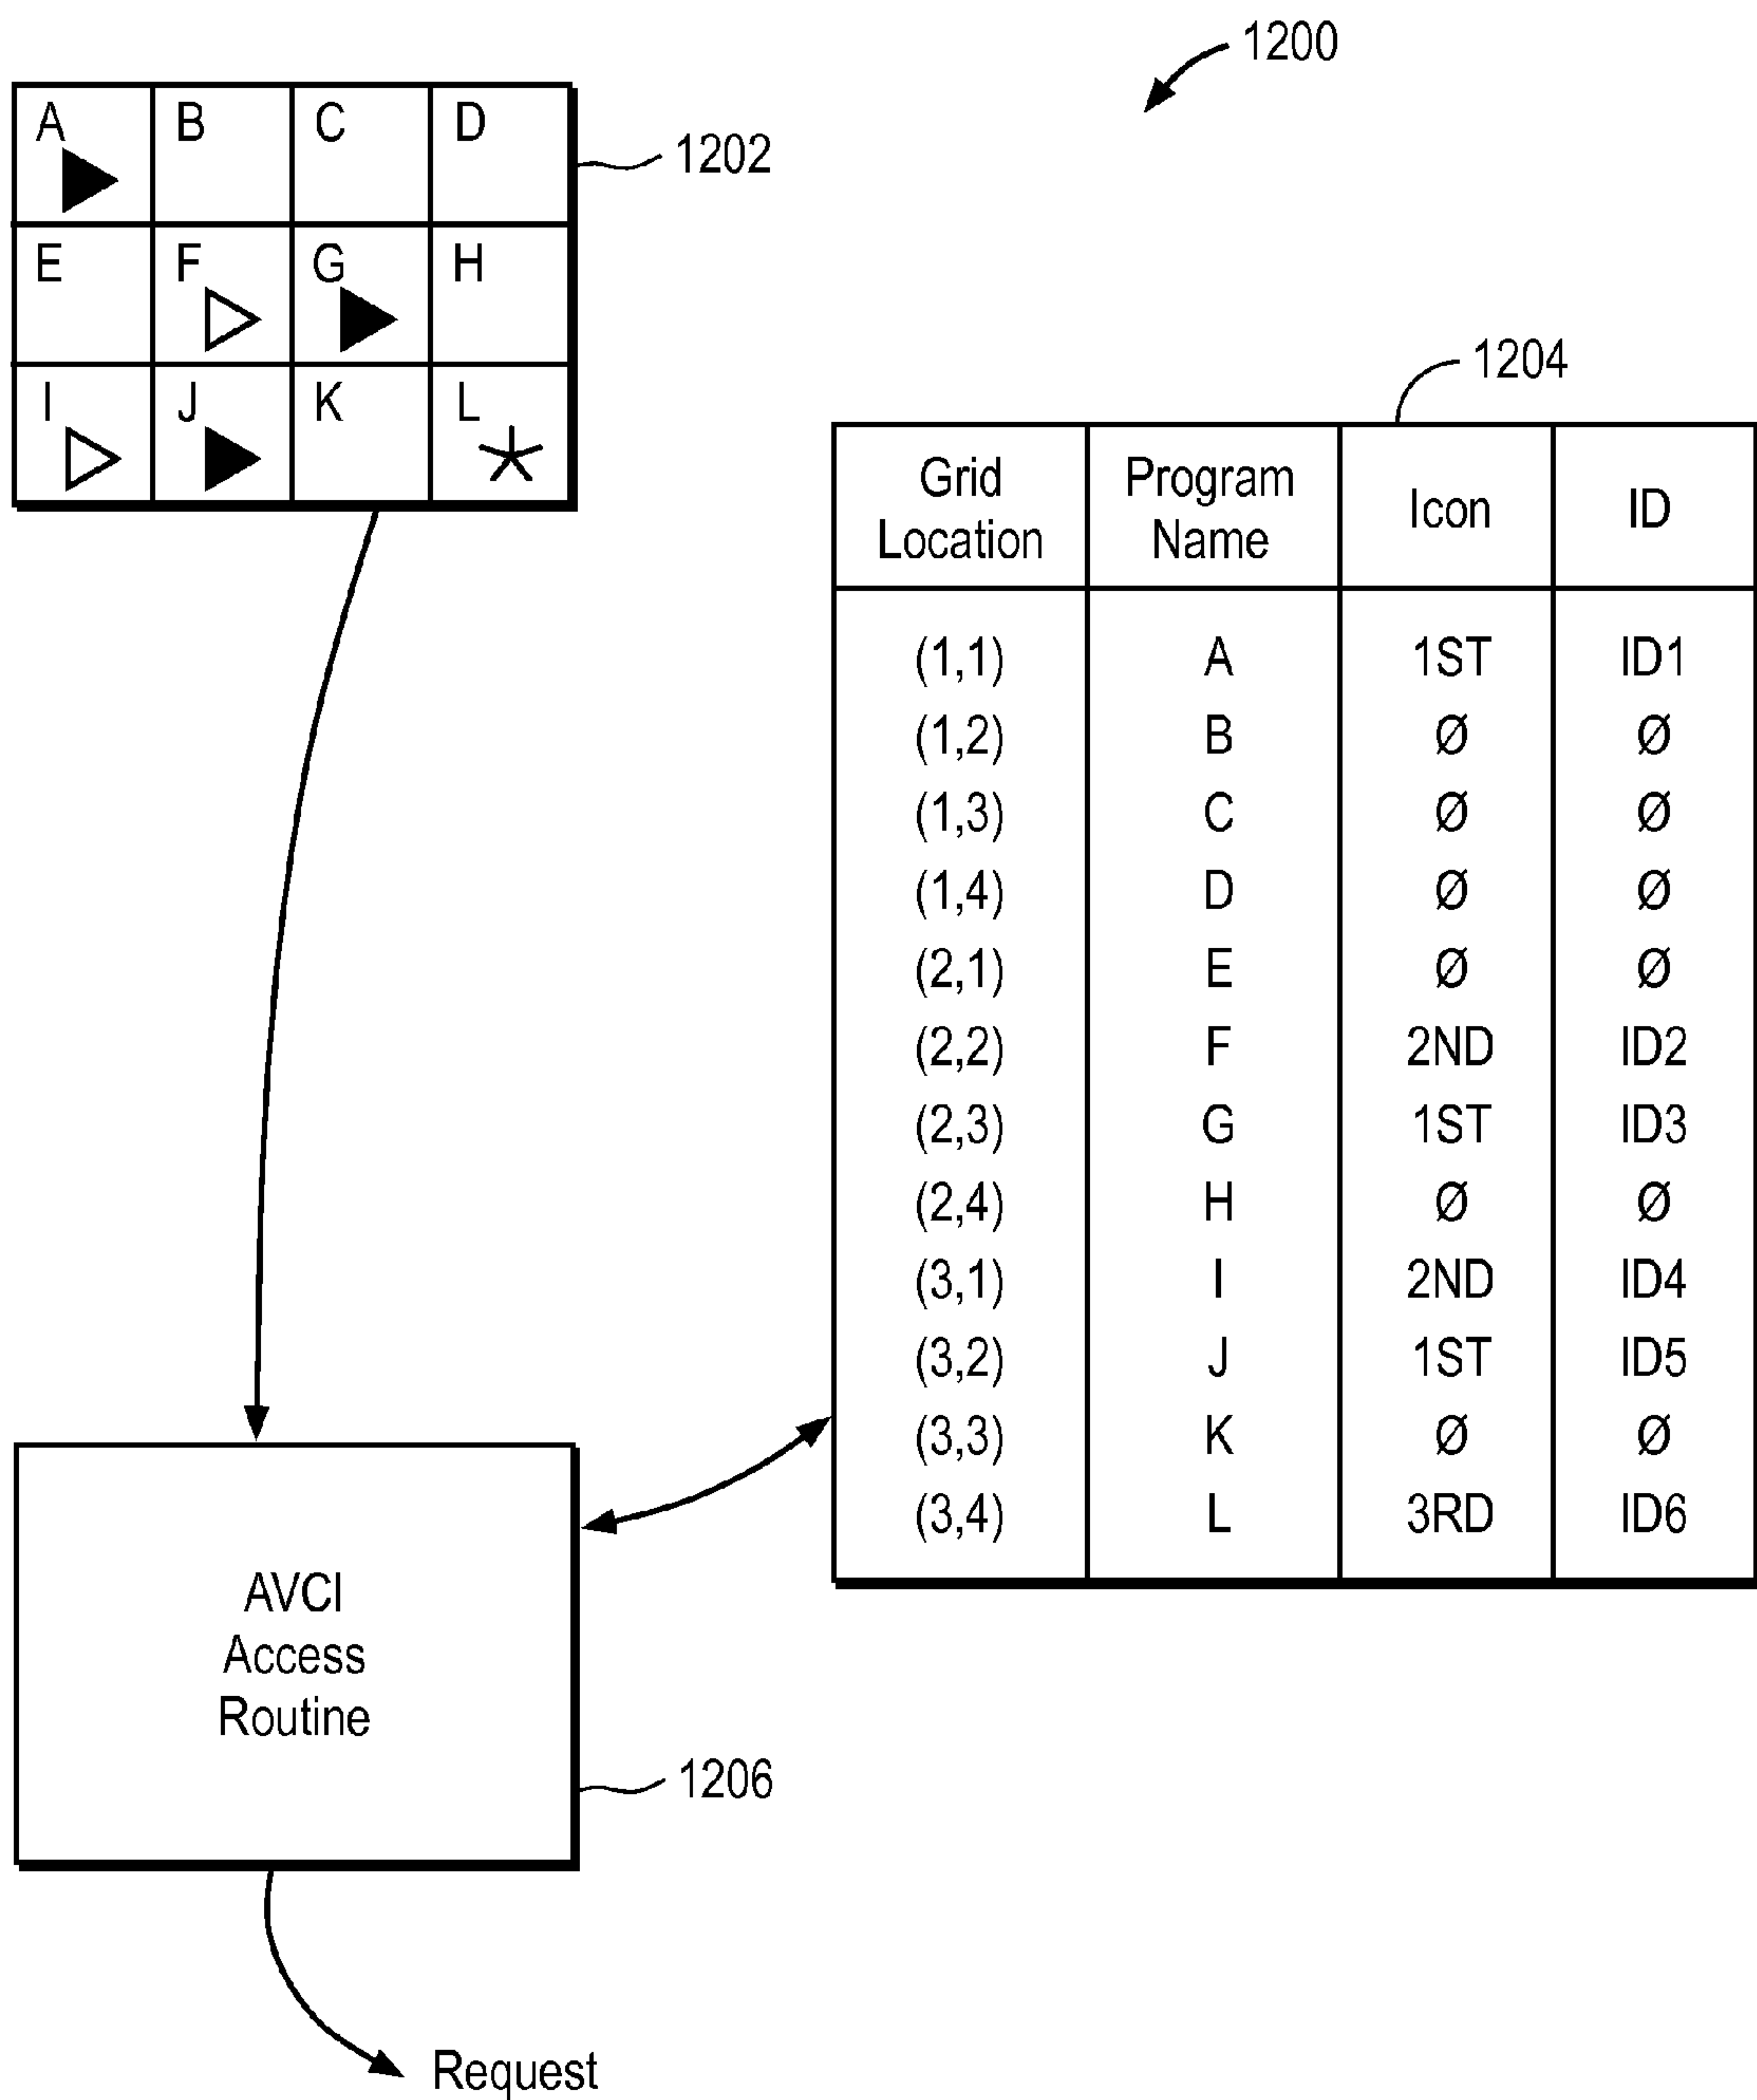 1200
A B C D
1202
E F G H
I J K L
1204
Grid Location Program Name Icon ID
(1,1) A 1ST ID1
(1,2) B Ø Ø
(1,3) C Ø Ø
(1,4) D Ø Ø
(2,1) E Ø Ø
(2,2) F 2ND ID2
(2,3) G 1ST ID3
(2,4) H Ø Ø
(3,1) I 2ND ID4
(3,2) J 1ST ID5
(3,3) K Ø Ø
(3,4) L 3RD ID6
AVCI
Access
Routine
1206
Request